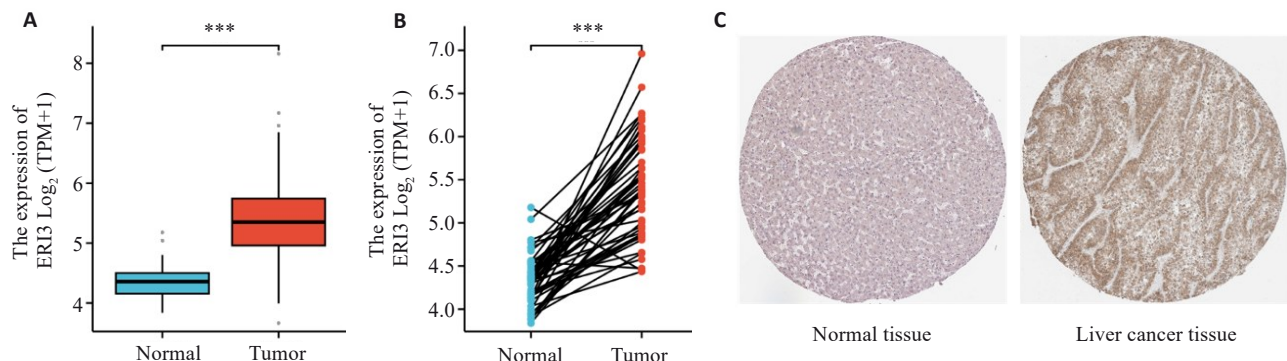 A
The expression of
ERI3 Log2 (TPM+1)
8
7
6
5
4
***
Normal
Tumor
B
The expression of
ERI3 Log2 (TPM+1)
7.0
6.5
6.0
5.5
5.0
4.5
4.0
***
Normal
Tumor
C
Normal tissue
Liver cancer tissue